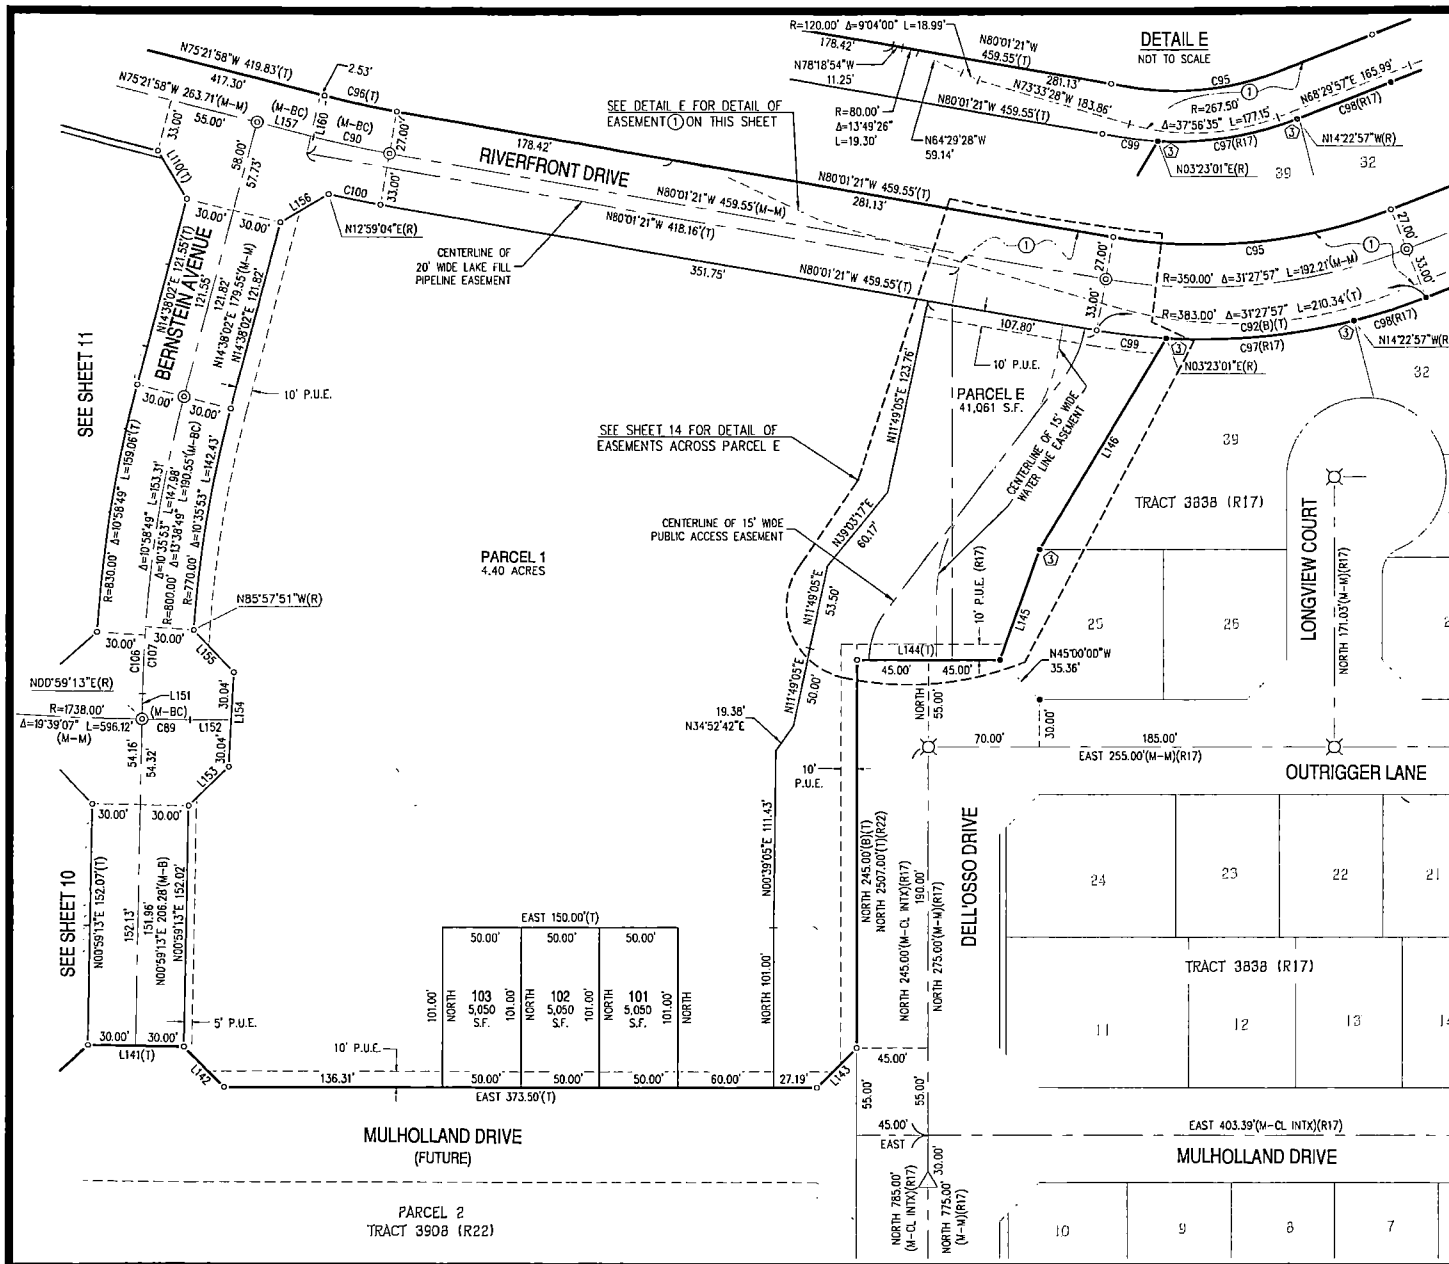 N75°21'58"W 419.83'(T)
417.30'
N75°21'58"W 263.71'(M-M)
55.00'
2.53'
C96(T)
(M-BC)
L157
L160
(M-BC)
C90
27.00'
33.00'
L110(T)
58.00'
57.73'
178.42'
RIVERFRONT DRIVE
L156
C100
33.00'
N12°59'04"E(R)
30.00'
30.00'
CENTERLINE OF
20' WIDE LAKE FILL
PIPELINE EASEMENT
N80°01'21"W 459.55'(M-M)
N80°01'21"W 418.16'(T)
351.75'
N80°01'21"W 459.55'(T)
281.13'
N80°01'21"W 459.55'(T)
107.80'
SEE DETAIL E FOR DETAIL OF
EASEMENT 1 ON THIS SHEET
R=120.00' Δ=9°04'00" L=18.99'
178.42'
N78°18'54"W
11.25'
N80°01'21"W
459.55'(T)
281.13'
N73°33'28"W 183.86'
N80°01'21"W 459.55'(T)
R=80.00'
Δ=13°49'26"
L=19.30'
N64°29'28"W
59.14'
DETAIL E
NOT TO SCALE
C95
1
R=267.50'
Δ=37°56'35" L=177.15'
N68°29'57"E 165.99'
C98(R17)
C99
3
C97(R17)
3
N14°22'57"W(R)
N03°23'01"E(R)
39
32
1
27.00'
33.00'
C95
1
27.00'
33.00'
R=350.00' Δ=31°27'57" L=192.21'(M-M)
R=383.00' Δ=31°27'57" L=210.34'(T)
C92(B)(T)
C99
3
C97(R17)
3
C98(R17)
N14°22'57"W(R
N03°23'01"E(R)
32
39
SEE SHEET 11
BERNSTEIN AVENUE
N14°38'02"E 121.55'(T)
121.55'
121.82'
N14°38'02"E 179.55'(M-M)
N14°38'02"E 121.82'
10' P.U.E.
30.00'
30.00'
R=830.00' Δ=10°58'49" L=159.06'(T)
Δ=10°58'49" L=153.31'
Δ=10°35'53" L=147.98'
R=800.00' Δ=13°38'49" L=190.55'(M-BC)
R=770.00' Δ=10°35'53" L=142.43'
30.00'
30.00'
N85°57'51"W(R)
C106
C107
L155
N00°59'13"E(R)
L151
R=1738.00'
Δ=19°39'07" L=596.12'
(M-M)
(M-BC)
C89
L152
30.04'
L154
30.04'
L153
54.16'
54.32'
30.00'
30.00'
SEE SHEET 10
N00°59'13"E 152.07'(T)
152.13'
151.96'
N00°59'13"E 206.28'(M-B)
N00°59'13"E 152.02'
5' P.U.E.
30.00'
30.00'
L141(T)
L142
PARCEL 1
4.40 ACRES
SEE SHEET 14 FOR DETAIL OF
EASEMENTS ACROSS PARCEL E
CENTERLINE OF 15' WIDE
PUBLIC ACCESS EASEMENT
N11°49'05"E 123.76'
N39°03'17"E
60.17'
N11°49'05"E
53.50'
N11°49'05"E
50.00'
19.38'
N34°52'42"E
N00°39'05"E 111.43'
NORTH 101.00'
10' P.U.E.
PARCEL E
41,061 S.F.
CENTERLINE OF 15' WIDE
WATER LINE EASEMENT
10' P.U.E. (R17)
L146
3
L145
L144(T)
45.00'
45.00'
N45°00'00"W
35.36'
NORTH
55.00'
30.00'
TRACT 3838 (R17)
LONGVIEW COURT
NORTH 171.03'(M-M)(R17)
25
26
2
70.00'
185.00'
EAST 255.00'(M-M)(R17)
OUTRIGGER LANE
10'
P.U.E.
NORTH 245.00'(B)(T)
NORTH 2507.00'(T)(R22)
NORTH 245.00'(M-CL INTX)(R17)
190.00'
NORTH 275.00'(M-M)(R17)
DELL'OSSO DRIVE
24
23
22
21
TRACT 3838 (R17)
11
12
13
14
EAST 150.00'(T)
50.00'
50.00'
50.00'
101.00'
NORTH
103
5,050
S.F.
101.00'
NORTH
102
5,050
S.F.
101.00'
NORTH
101
5,050
S.F.
NORTH
101.00'
10' P.U.E.
136.31'
50.00'
50.00'
50.00'
60.00'
27.19'
L143
EAST 373.50'(T)
45.00'
55.00'
55.00'
45.00'
EAST
EAST 403.39'(M-CL INTX)(R17)
MULHOLLAND DRIVE
(FUTURE)
MULHOLLAND DRIVE
30.00'
NORTH 785.00'
(M-CL INTX)(R17)
NORTH 775.00'
(M-M)(R17)
PARCEL 2
TRACT 3908 (R22)
10
9
8
7